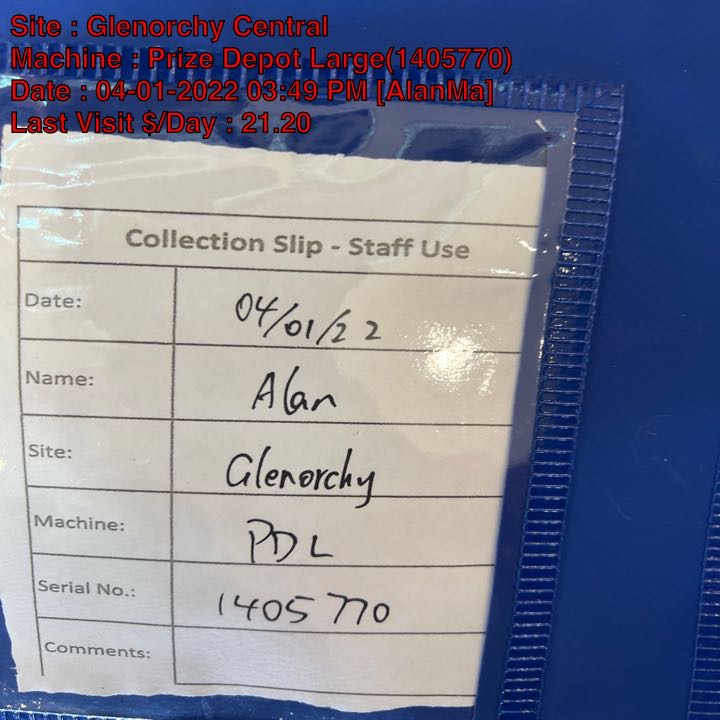 Site : Glenorchy Central
Machine : Prize Depot Large(1405770)
Date : 04-01-2022 03:49 PM [AlanMa]
Last Visit $/Day : 21.20
Collection Slip - Staff Use
Date: 04/01/22
Name: Alan
Site: Glenorchy
Machine: PDL
Serial No.: 1405770
Comments: